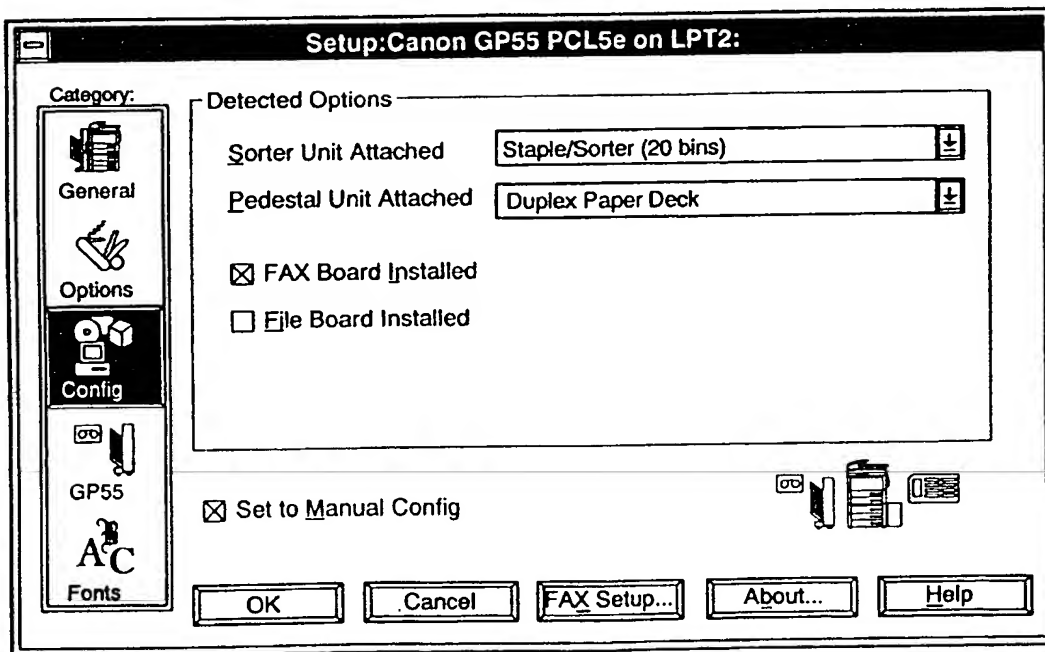 Setup:Canon GP55 PCL5e on LPT2:
Category:
General
Options
Config
GP55
Fonts
Detected Options
Sorter Unit Attached Staple/Sorter (20 bins)
Pedestal Unit Attached Duplex Paper Deck
FAX Board Installed
File Board Installed
Set to Manual Config
OK Cancel FAX Setup... About... Help